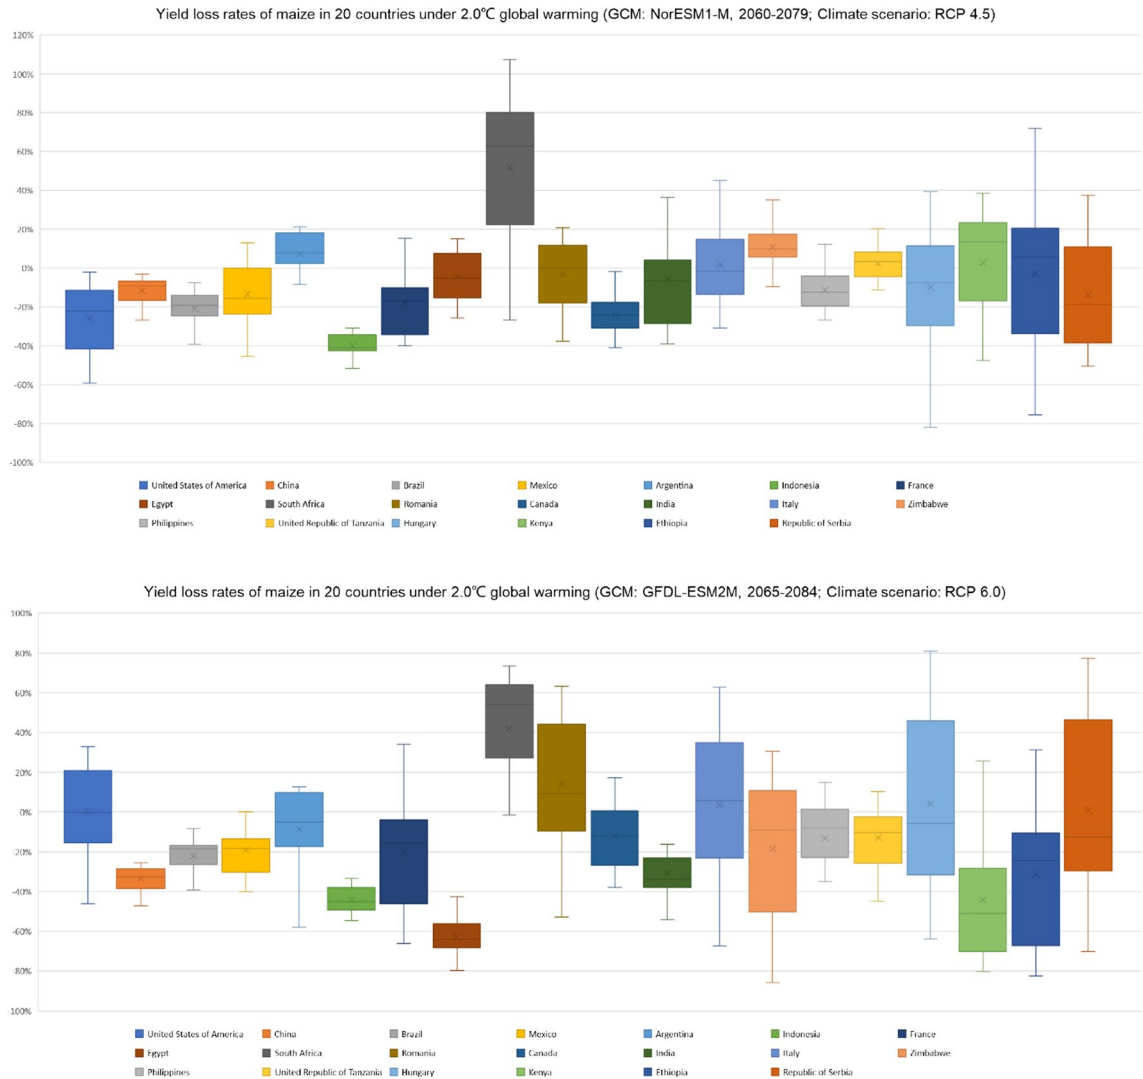 Yield loss rates of maize in 20 countries under 2.0℃ global warming (GCM: NorESM1-M, 2060-2079; Climate scenario: RCP 4.5)
120%
100%
80%
60%
40%
20%
0%
-20%
-40%
-60%
-80%
-100%
United States of America China Brazil Mexico Argentina Indonesia France
Egypt South Africa Romania Canada India Italy Zimbabwe
Philippines United Republic of Tanzania Hungary Kenya Ethiopia Republic of Serbia
Yield loss rates of maize in 20 countries under 2.0℃ global warming (GCM: GFDL-ESM2M, 2065-2084; Climate scenario: RCP 6.0)
100%
80%
60%
40%
20%
0%
20%
40%
60%
80%
100%
United States of America China Brazil Mexico Argentina Indonesia France
Egypt South Africa Romania Canada India Italy Zimbabwe
Philippines United Republic of Tanzania Hungary Kenya Ethiopia Republic of Serbia